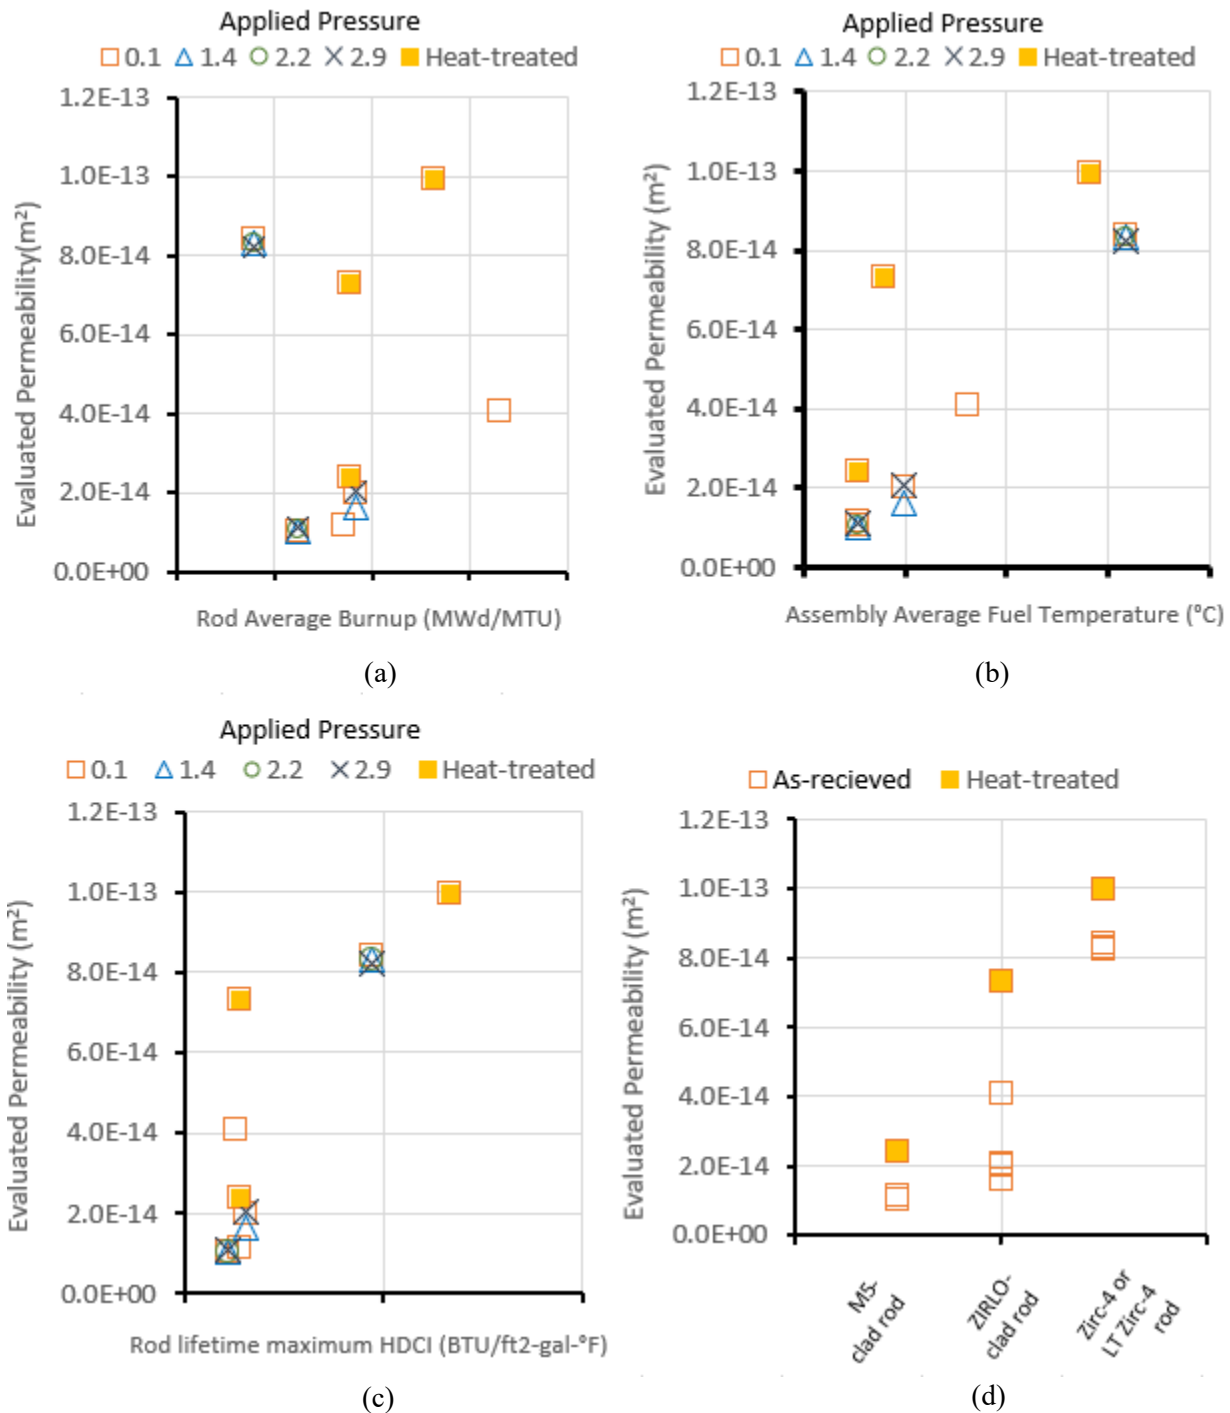 Applied Pressure
0.1 1.4 2.2 2.9 Heat-treated
1.2E-13
1.0E-13
8.0E-14
6.0E-14
4.0E-14
2.0E-14
0.0E+00
Evaluated Permeability(m²)
Rod Average Burnup (MWd/MTU)
(a)
Applied Pressure
0.1 1.4 2.2 2.9 Heat-treated
1.2E-13
1.0E-13
8.0E-14
6.0E-14
4.0E-14
2.0E-14
0.0E+00
Evaluated Permeability (m²)
Assembly Average Fuel Temperature (°C)
(b)
Applied Pressure
0.1 1.4 2.2 2.9 Heat-treated
1.2E-13
1.0E-13
8.0E-14
6.0E-14
4.0E-14
2.0E-14
0.0E+00
Evaluated Permeability (m²)
Rod lifetime maximum HDCI (BTU/ft2-gal-°F)
(c)
As-recieved Heat-treated
1.2E-13
1.0E-13
8.0E-14
6.0E-14
4.0E-14
2.0E-14
0.0E+00
Evaluated Permeability (m²)
M5-
clad rod
ZIRLO-
clad rod
Zirc-4 or
LT Zirc-4
rod
(d)